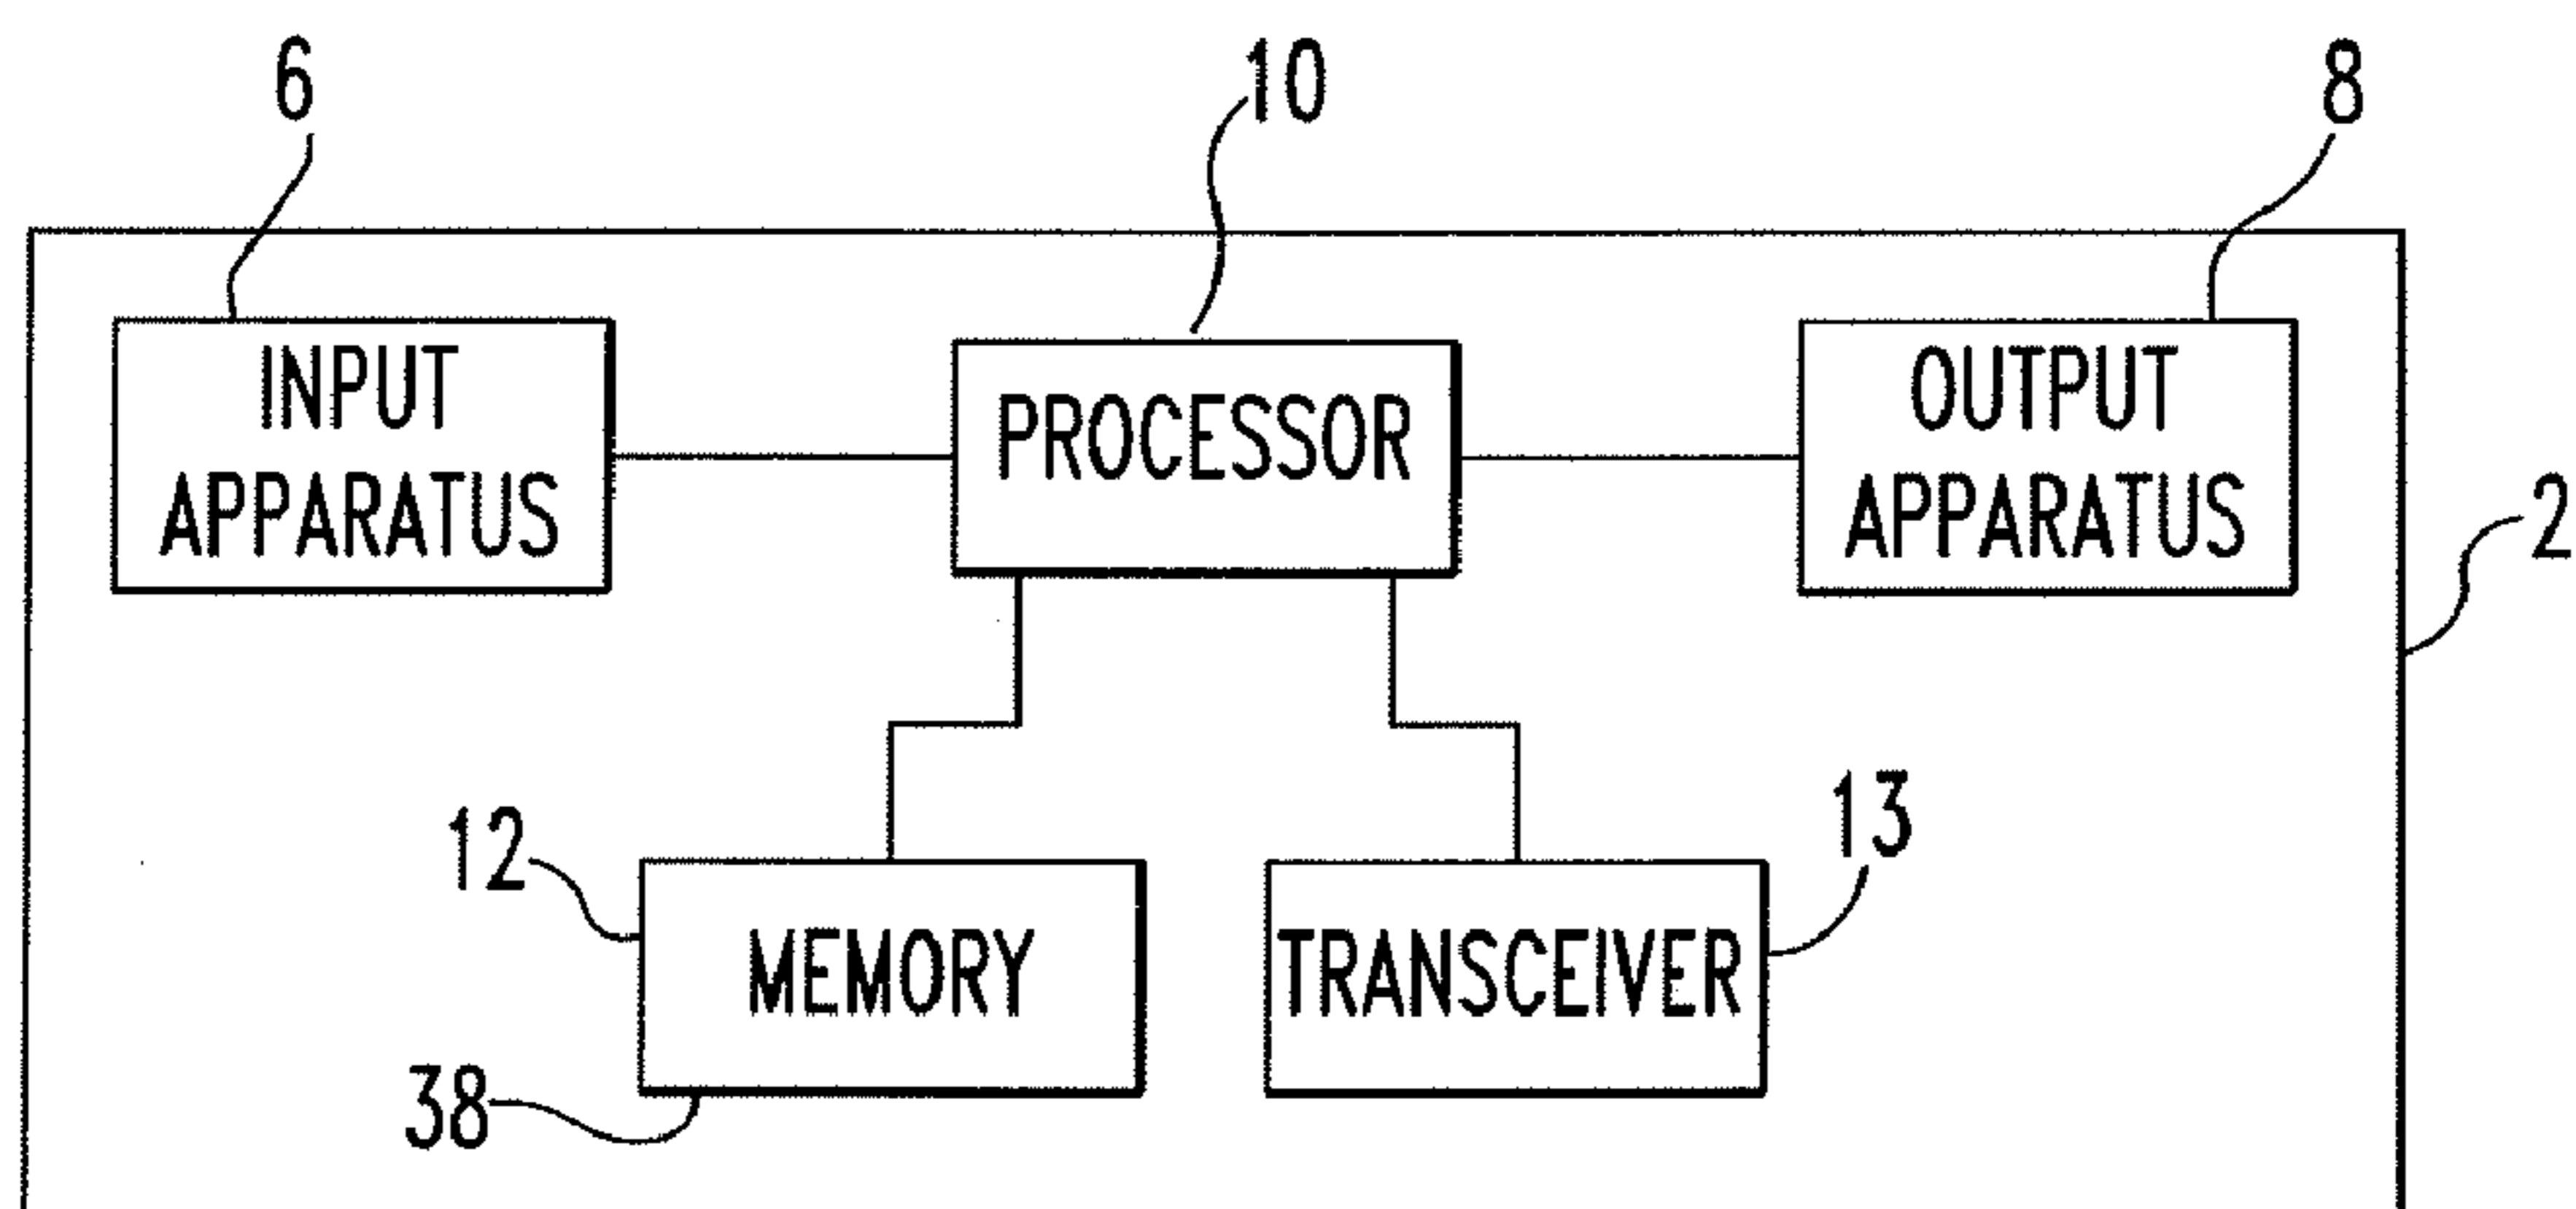 6
10
8
INPUT
APPARATUS
PROCESSOR
OUTPUT
APPARATUS
2
12
13
MEMORY
TRANSCEIVER
38